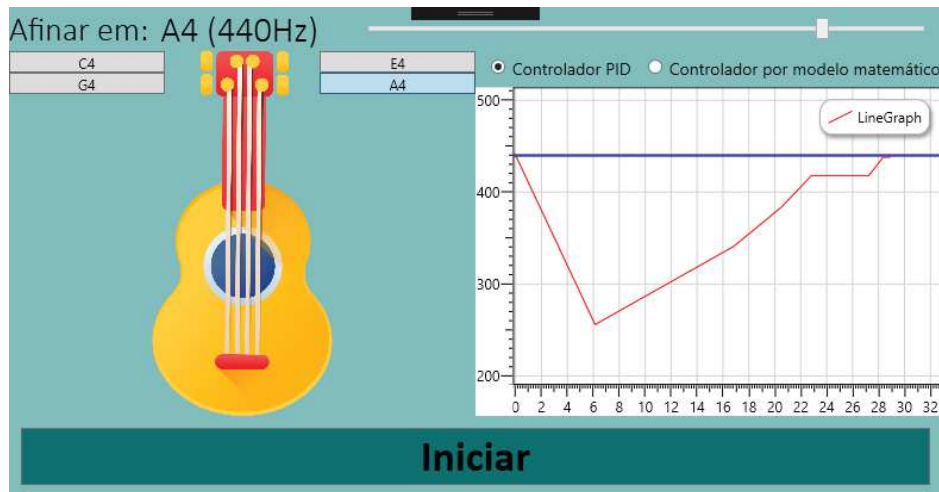 Afinar em: A4 (440Hz)
C4
E4
G4
A4
Controlador PID
Controlador por modelo matemático
LineGraph
500
400
300
200
0 2 4 6 8 10 12 14 16 18 20 22 24 26 28 30 32
Iniciar